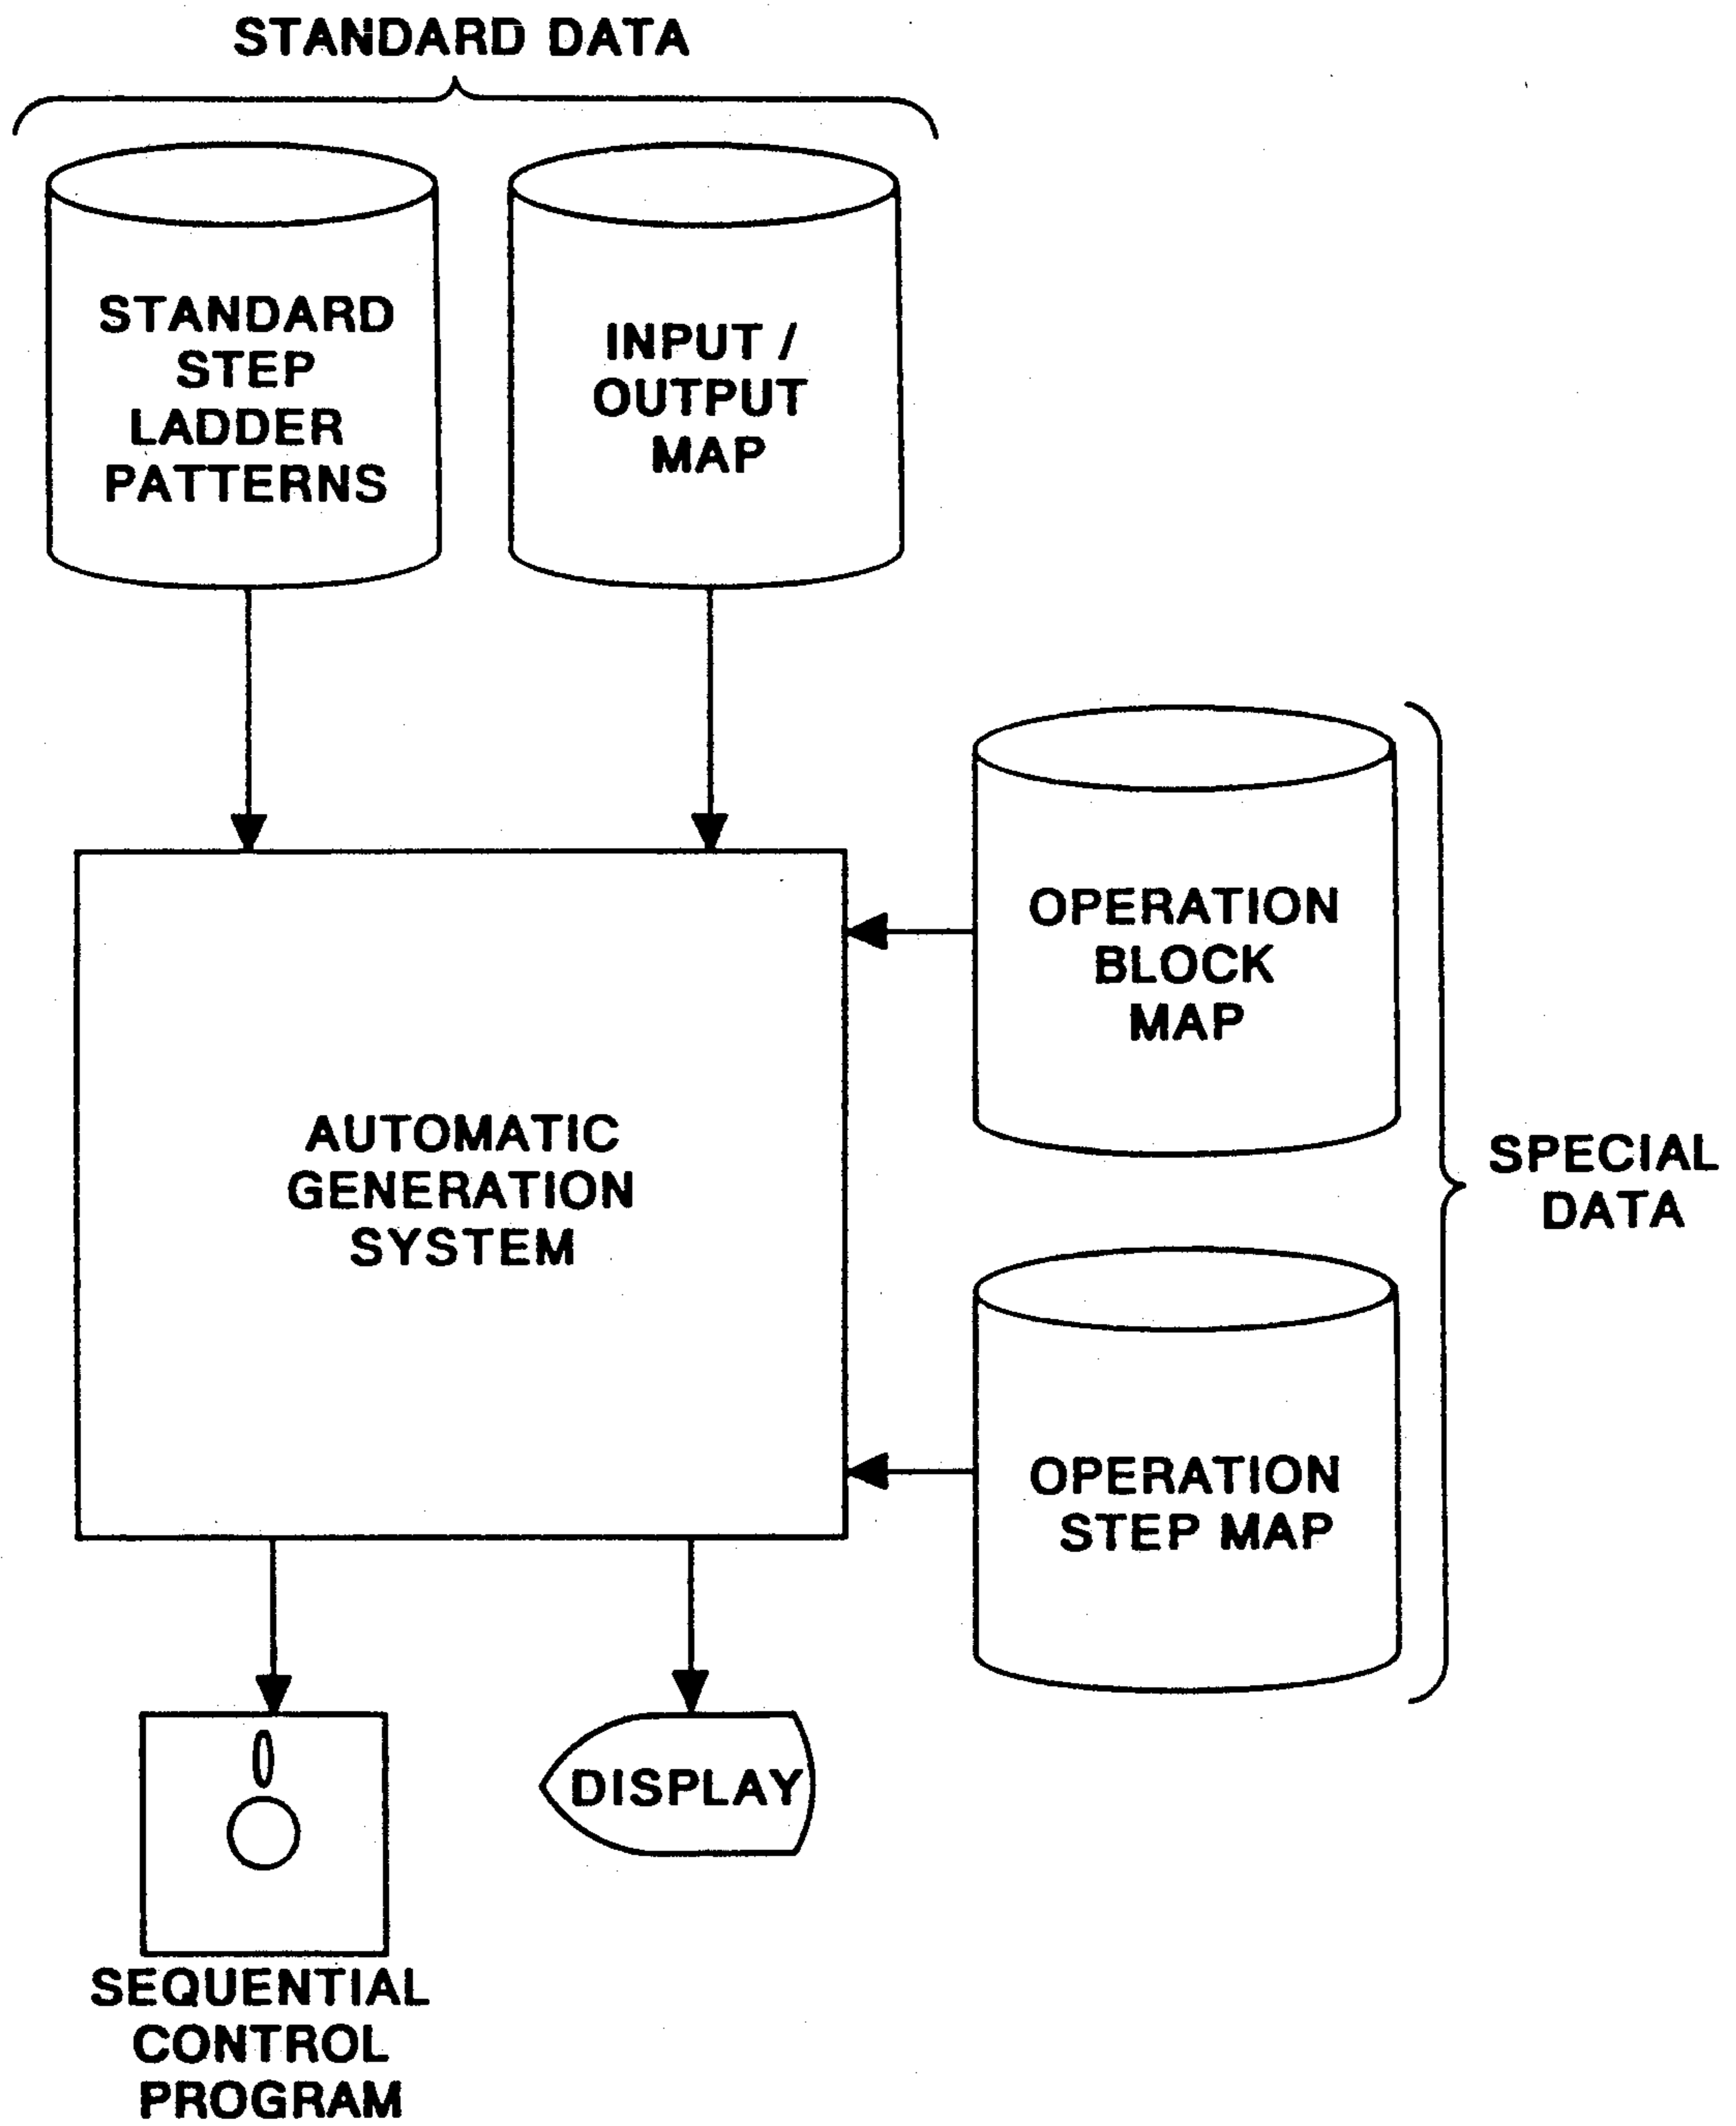 STANDARD DATA
STANDARD
STEP
LADDER
PATTERNS
INPUT /
OUTPUT
MAP
OPERATION
BLOCK
MAP
AUTOMATIC
GENERATION
SYSTEM
SPECIAL
DATA
OPERATION
STEP MAP
DISPLAY
SEQUENTIAL
CONTROL
PROGRAM